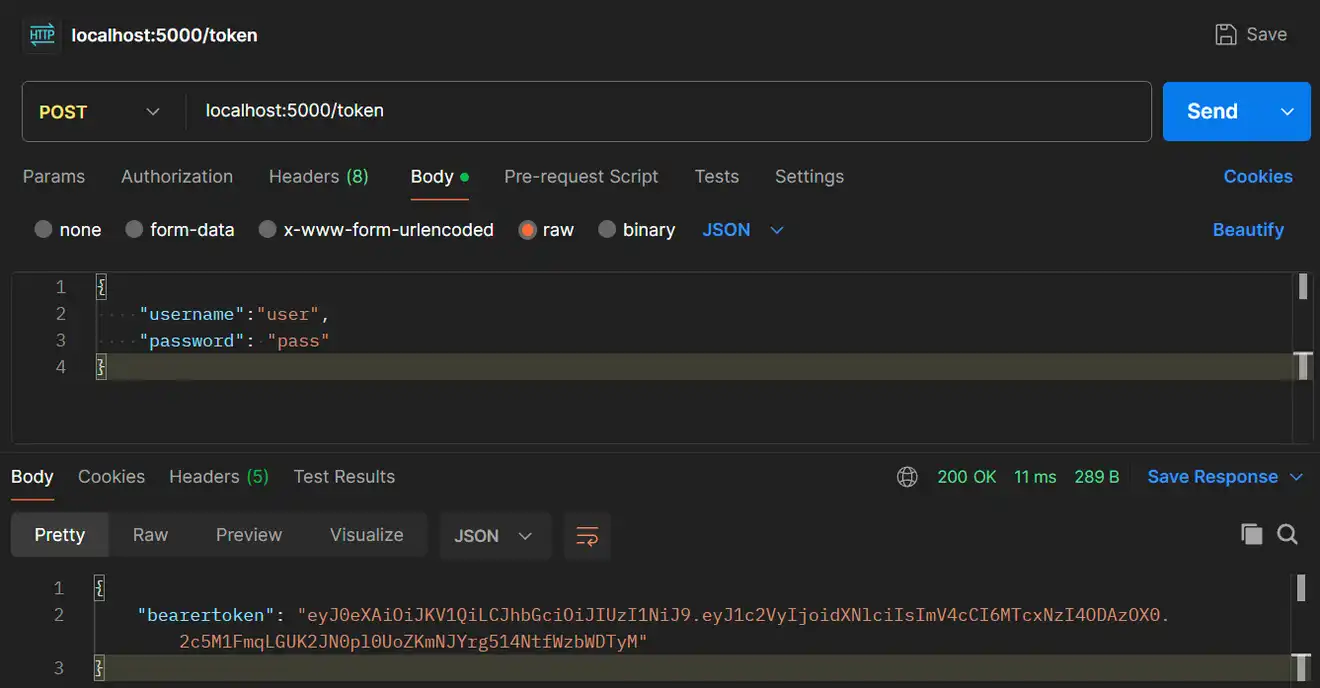 HTTP localhost:5000/token Save
POST localhost:5000/token Send
Params Authorization Headers (8) Body Pre-request Script Tests Settings Cookies
none form-data x-www-form-urlencoded raw binary JSON Beautify
1 {
2 "username":"user",
3 "password": "pass"
4 }
Body Cookies Headers (5) Test Results 200 OK 11 ms 289 B Save Response
Pretty Raw Preview Visualize JSON
1 {
2 "bearertoken": "eyJ0eXAiOiJKV1QiLCJhbGciOiJIUzI1NiJ9.eyJ1c2VyIjoidXNlciIsImV4cCI6MTcxNzI4ODAzOX0.
2c5M1FmqLGUK2JN0pl0UoZKmNJYrg514NtfWzbWDTyM"
3 }